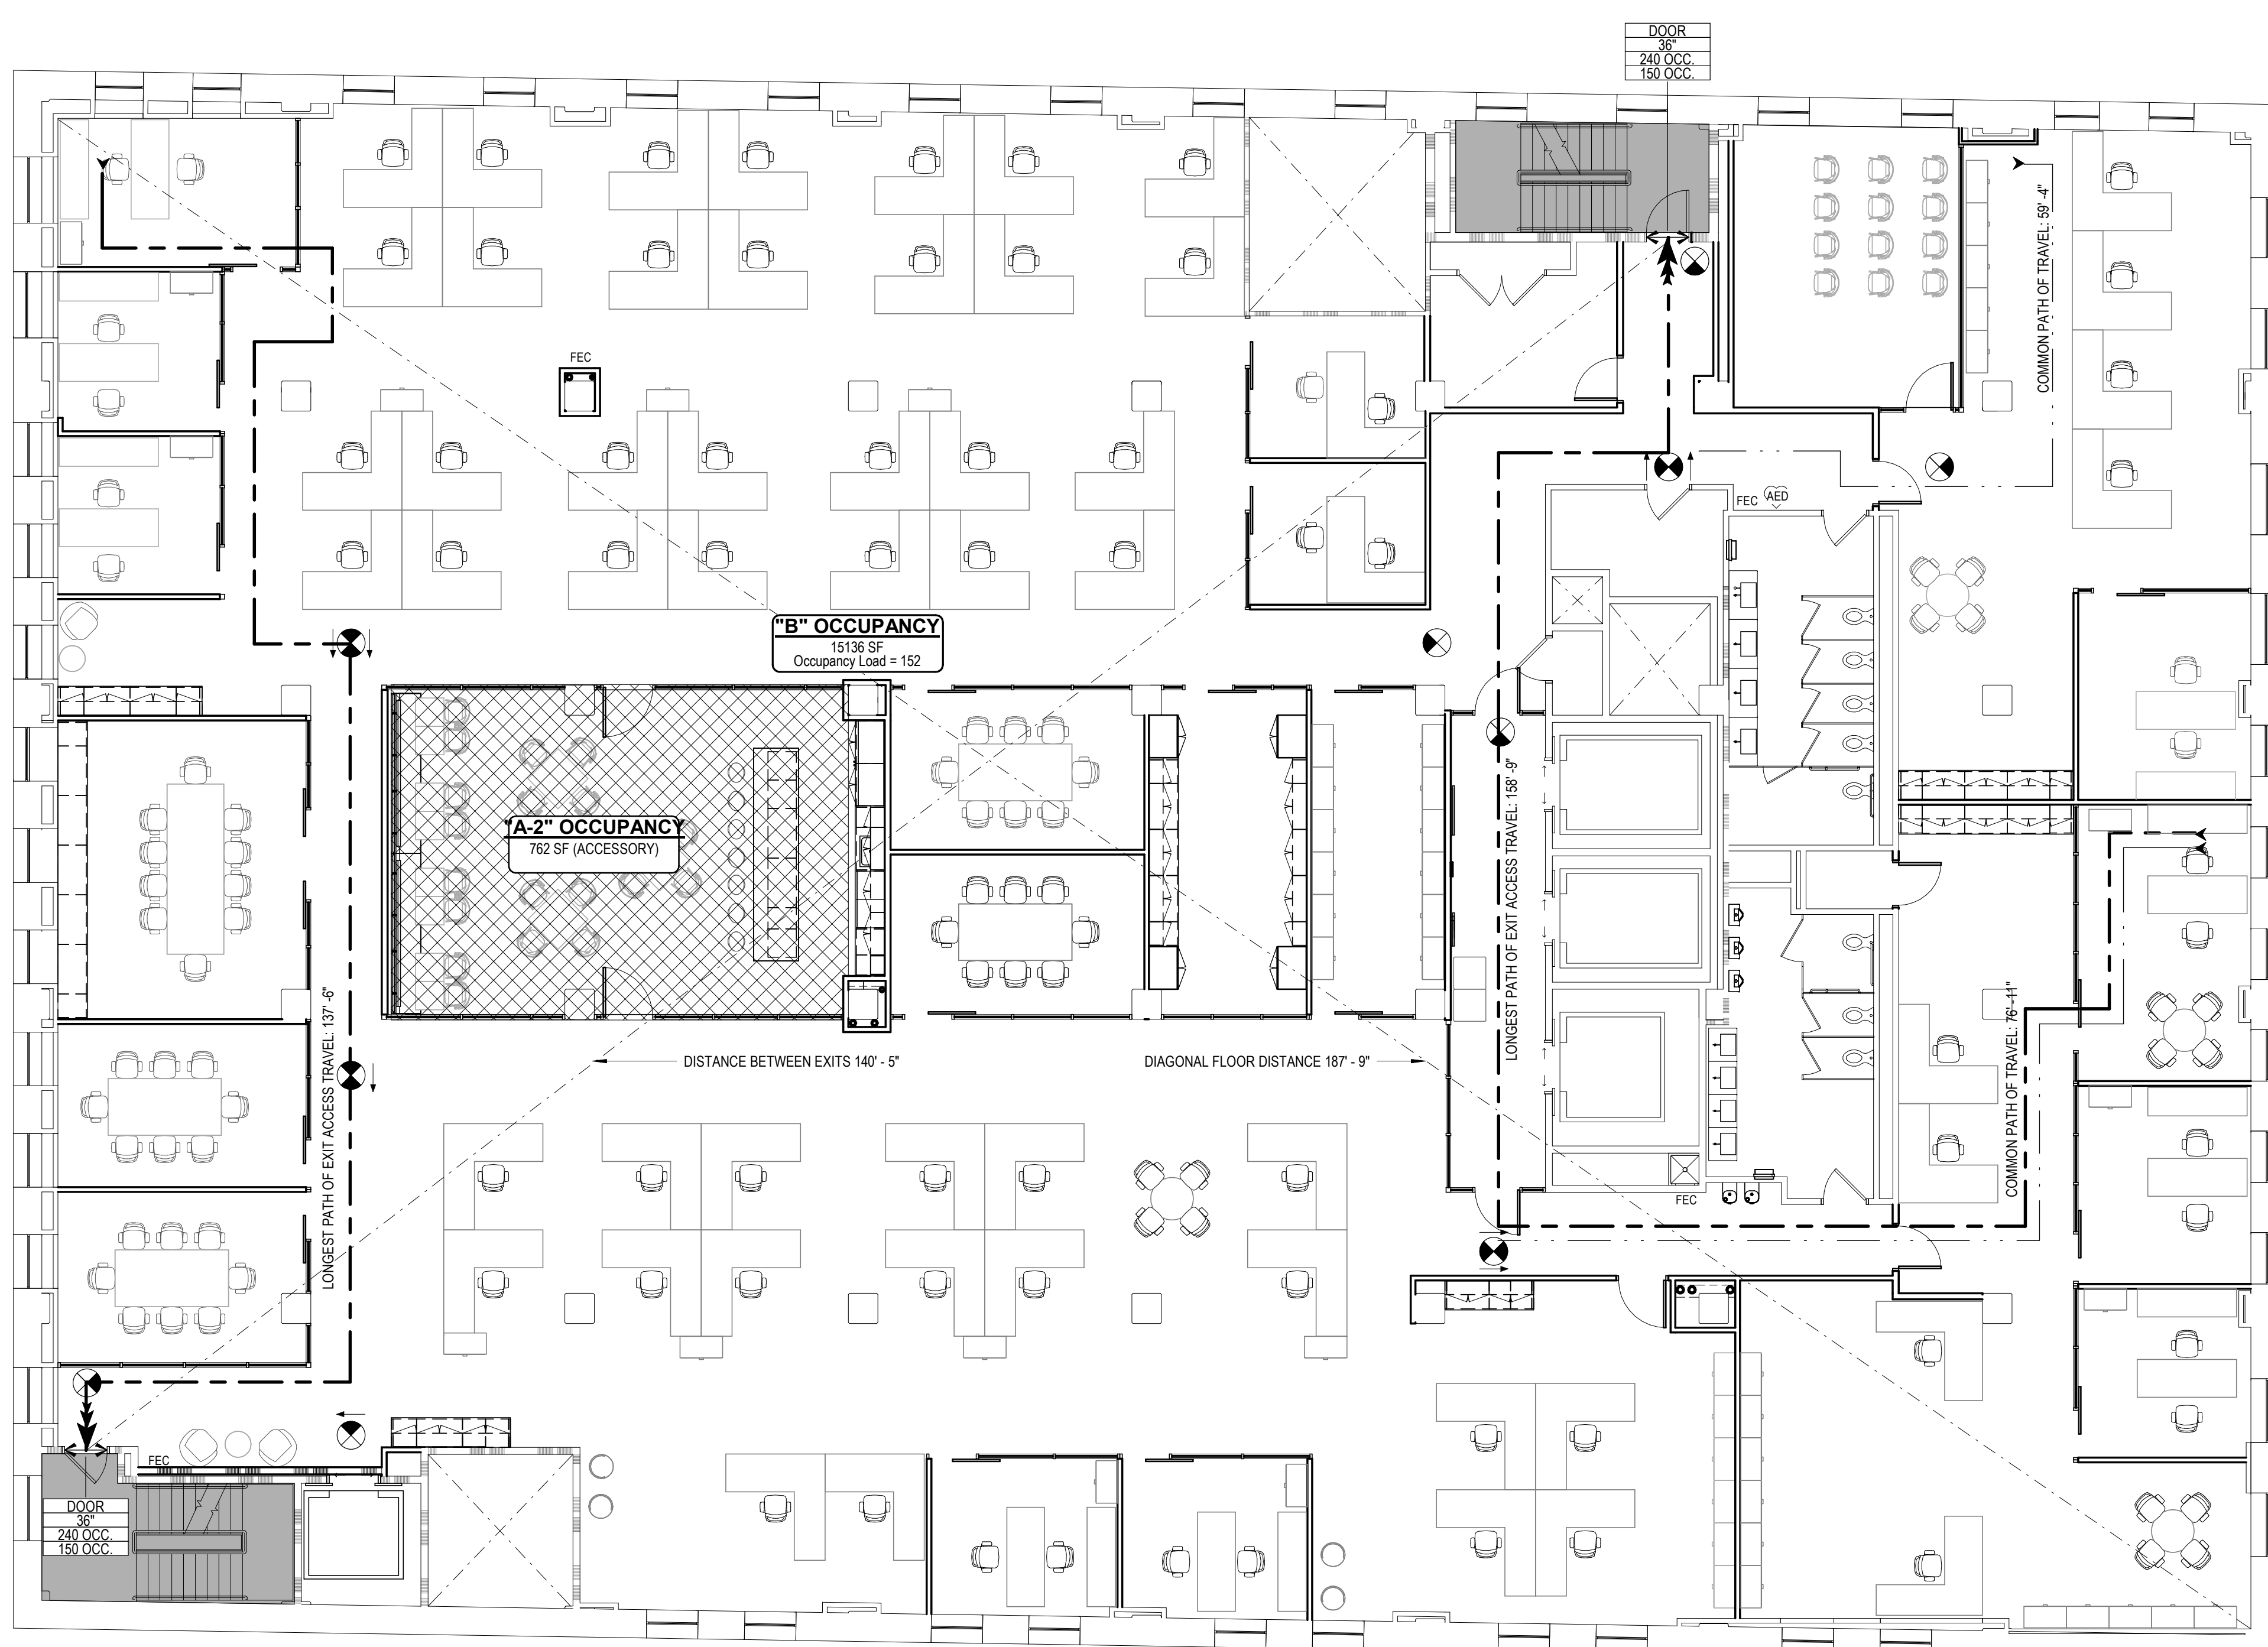 DOOR
36"
240 OCC.
150 OCC.
COMMON PATH OF TRAVEL: 59' -4"
FEC
FEC
AED
"B" OCCUPANCY
15136 SF
Occupancy Load = 152
"A-2" OCCUPANCY
762 SF (ACCESSORY)
LONGEST PATH OF EXIT ACCESS TRAVEL: 158' -9"
LONGEST PATH OF EXIT ACCESS TRAVEL: 137' -6"
COMMON PATH OF TRAVEL: 76' -11"
DISTANCE BETWEEN EXITS 140' - 5"
DIAGONAL FLOOR DISTANCE 187' - 9"
FEC
FEC
DOOR
36"
240 OCC.
150 OCC.